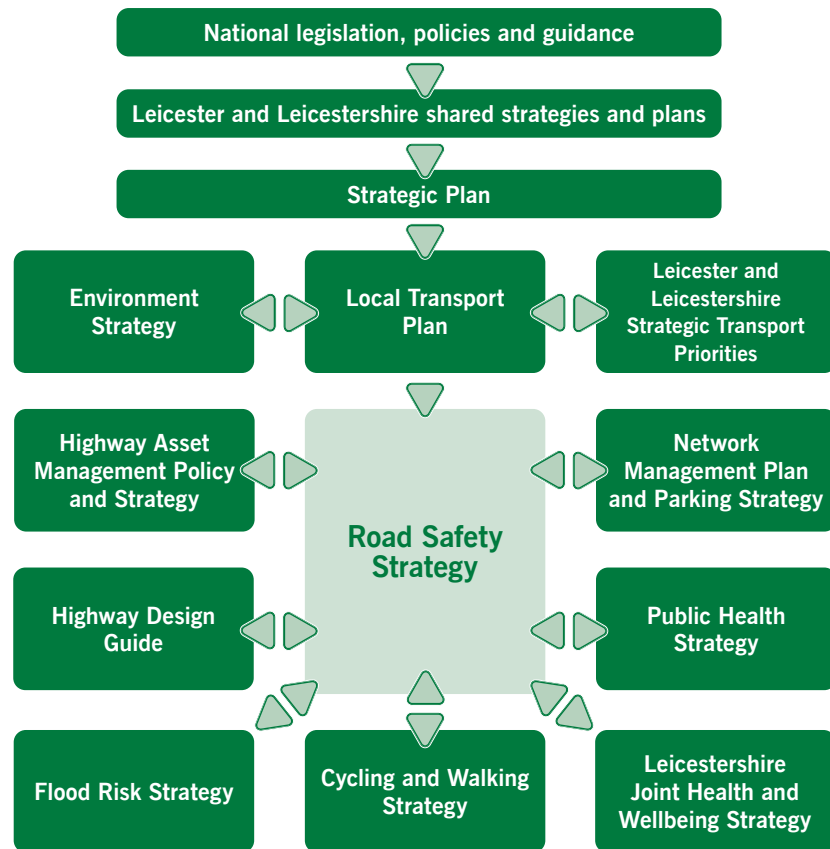 National legislation, policies and guidance
Leicester and Leicestershire shared strategies and plans
Strategic Plan
Environment
Strategy
Local Transport
Plan
Leicester and
Leicestershire
Strategic Transport
Priorities
Highway Asset
Management Policy
and Strategy
Road Safety
Strategy
Network
Management Plan
and Parking Strategy
Highway Design
Guide
Public Health
Strategy
Flood Risk Strategy
Cycling and Walking
Strategy
Leicestershire
Joint Health and
Wellbeing Strategy